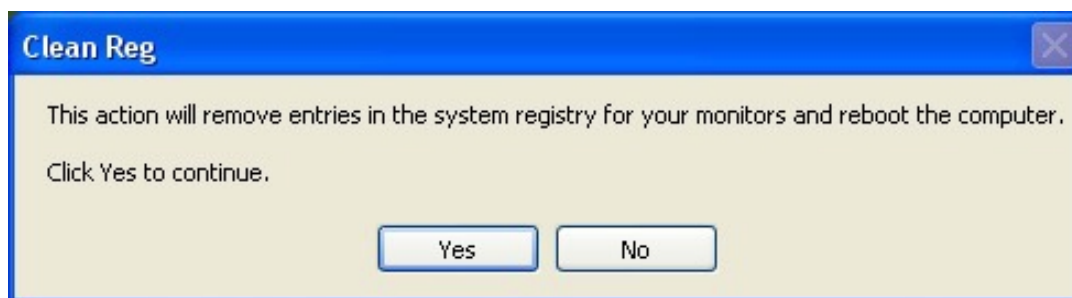 Clean Reg
This action will remove entries in the system registry for your monitors and reboot the computer.
Click Yes to continue.
Yes No